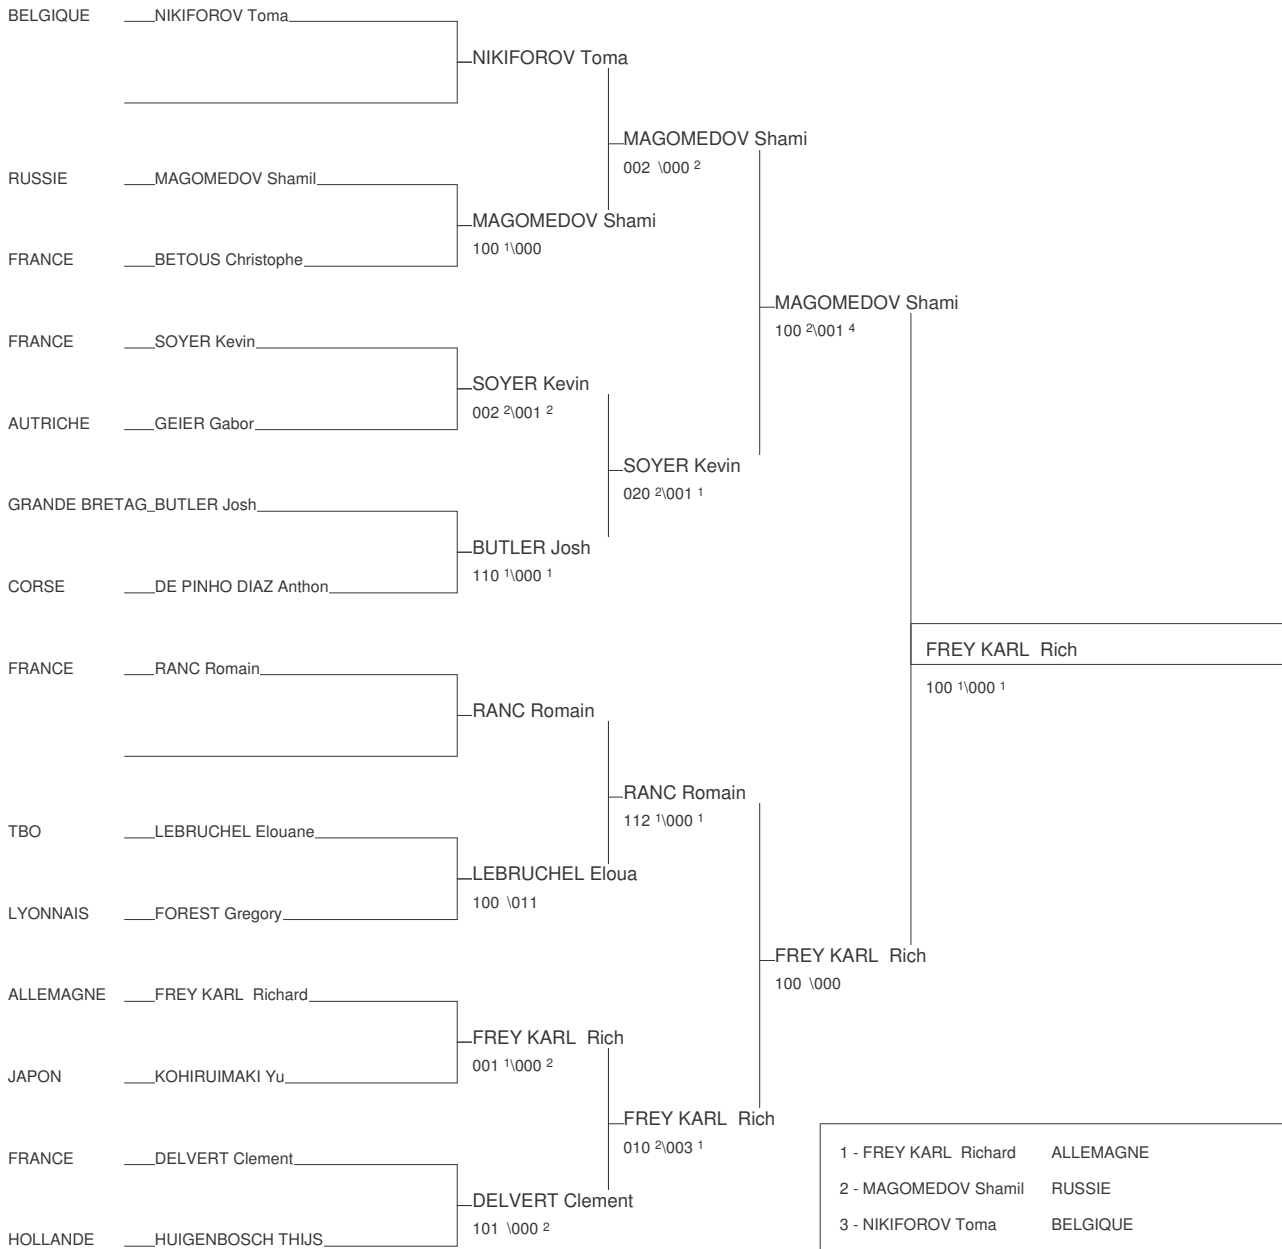 BELGIQUE NIKIFOROV Toma
NIKIFOROV Toma
MAGOMEDOV Shami
002 \000 2
RUSSIE MAGOMEDOV Shamil
MAGOMEDOV Shami
100 1\000
FRANCE BETOUS Christophe
MAGOMEDOV Shami
100 2\001 4
FRANCE SOYER Kevin
SOYER Kevin
002 2\001 2
AUTRICHE GEIER Gabor
SOYER Kevin
020 2\001 1
GRANDE BRETAG BUTLER Josh
BUTLER Josh
110 1\000 1
CORSE DE PINHO DIAZ Anthon
FREY KARL  Rich
100 1\000 1
FRANCE RANC Romain
RANC Romain
RANC Romain
112 1\000 1
TBO LEBRUCHEL Elouane
LEBRUCHEL Eloua
100 \011
LYONNAIS FOREST Gregory
FREY KARL  Rich
100 \000
ALLEMAGNE FREY KARL  Richard
FREY KARL  Rich
001 1\000 2
JAPON KOHIRUIMAKI Yu
FREY KARL  Rich
010 2\003 1
FRANCE DELVERT Clement
DELVERT Clement
101 \000 2
HOLLANDE HUIGENBOSCH THIJS
1 - FREY KARL  Richard ALLEMAGNE
2 - MAGOMEDOV Shamil RUSSIE
3 - NIKIFOROV Toma BELGIQUE